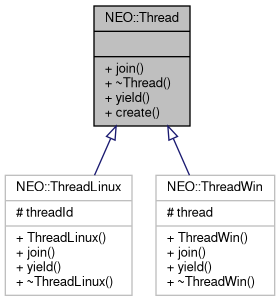 NEO::Thread
+ join()
+ ~Thread()
+ yield()
+ create()
NEO::ThreadLinux
# threadId
+ ThreadLinux()
+ join()
+ yield()
+ ~ThreadLinux()
NEO::ThreadWin
# thread
+ ThreadWin()
+ join()
+ yield()
+ ~ThreadWin()